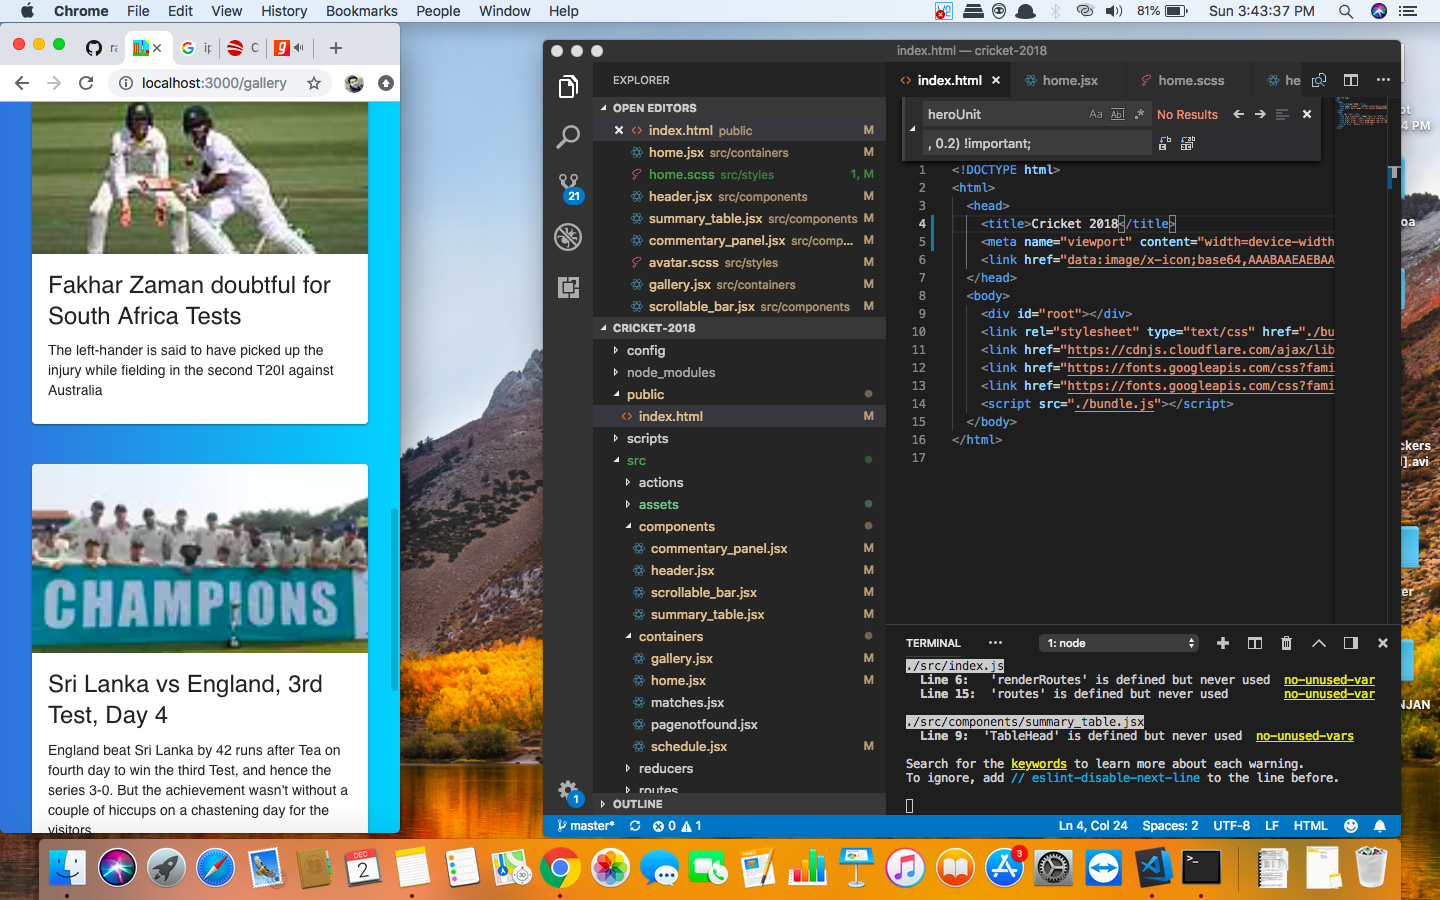 Chrome File Edit View History Bookmarks People Window Help
81% Sun 3:43:37 PM
localhost:3000/gallery
Fakhar Zaman doubtful for
South Africa Tests
The left-hander is said to have picked up the
injury while fielding in the second T20I against
Australia
CHAMPIONS
Sri Lanka vs England, 3rd
Test, Day 4
England beat Sri Lanka by 42 runs after Tea on
fourth day to win the third Test, and hence the
series 3-0. But the achievement wasn't without a
couple of hiccups on a chastening day for the
visitors
index.html — cricket-2018
EXPLORER
OPEN EDITORS
index.html public M
home.jsx src/containers M
home.scss src/styles 1, M
header.jsx src/components M
summary_table.jsx src/components M
commentary_panel.jsx src/comp... M
avatar.scss src/styles M
gallery.jsx src/containers M
scrollable_bar.jsx src/components M
CRICKET-2018
config
node_modules
public
index.html M
scripts
src
actions
assets
components
commentary_panel.jsx M
header.jsx M
scrollable_bar.jsx M
summary_table.jsx M
containers
gallery.jsx M
home.jsx M
matches.jsx
pagenotfound.jsx
schedule.jsx M
reducers
routes
OUTLINE
21
1
index.html home.jsx home.scss he
heroUnit Aa Abl .* No Results
, 0.2) !important;
1 <!DOCTYPE html>
2 <html>
3 <head>
4 <title>Cricket 2018</title>
5 <meta name="viewport" content="width=device-width
6 <link href="data:image/x-icon;base64,AAABAAEAEBAA
7 </head>
8 <body>
9 <div id="root"></div>
10 <link rel="stylesheet" type="text/css" href="./bu
11 <link href="https://cdnjs.cloudflare.com/ajax/lib
12 <link href="https://fonts.googleapis.com/css?fami
13 <link href="https://fonts.googleapis.com/css?fami
14 <script src="./bundle.js"></script>
15 </body>
16 </html>
17
TERMINAL ... 1: node
./src/index.js
Line 6: 'renderRoutes' is defined but never used no-unused-var
Line 15: 'routes' is defined but never used no-unused-var
./src/components/summary_table.jsx
Line 9: 'TableHead' is defined but never used no-unused-vars
Search for the keywords to learn more about each warning.
To ignore, add // eslint-disable-next-line to the line before.
master* 0 1 Ln 4, Col 24 Spaces: 2 UTF-8 LF HTML
ot
4 PM
oa
ckers
].avi
er
NJAN
DEC
2
3